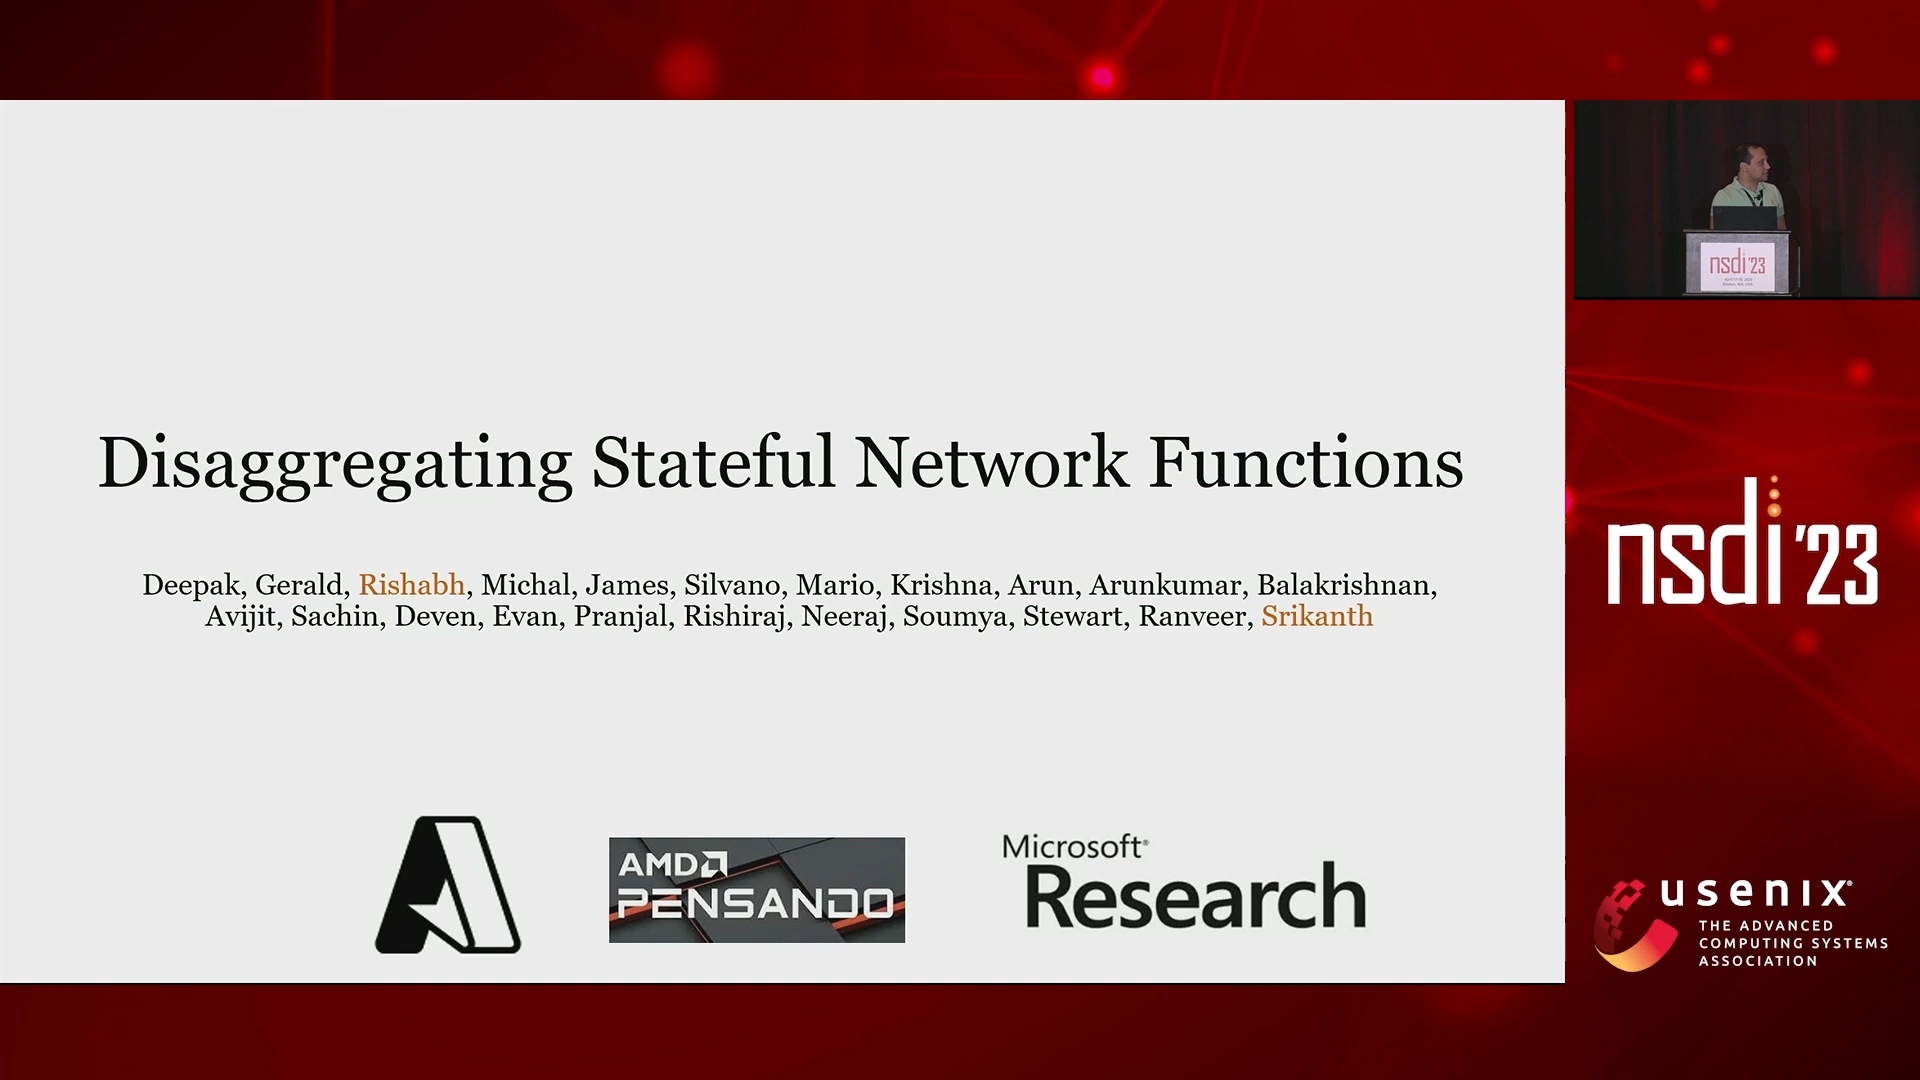 Disaggregating Stateful Network Functions
Deepak, Gerald, Rishabh, Michal, James, Silvano, Mario, Krishna, Arun, Arunkumar, Balakrishnan,
Avijit, Sachin, Deven, Evan, Pranjal, Rishiraj, Neeraj, Soumya, Stewart, Ranveer, Srikanth
AMD
PENSANDO
Microsoft®
Research
nsdi '23
nsdi '23
usenix®
THE ADVANCED
COMPUTING SYSTEMS
ASSOCIATION